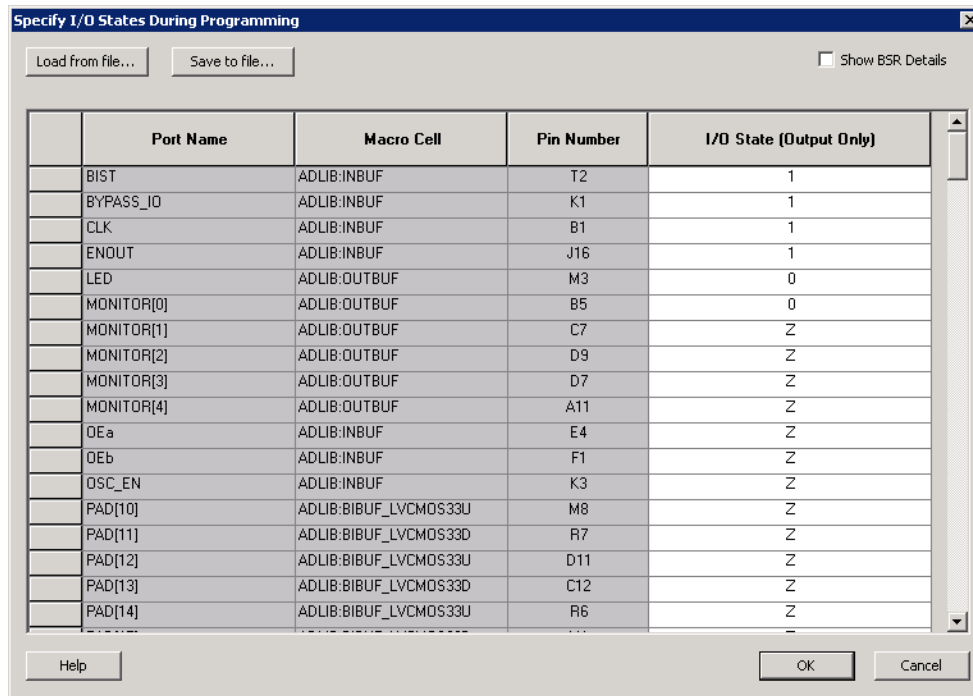 Specify I/O States During Programming
Load from file... Save to file... Show BSR Details
Port Name Macro Cell Pin Number I/O State (Output Only)
BIST ADLIB:INBUF T2 1
BYPASS_IO ADLIB:INBUF K1 1
CLK ADLIB:INBUF B1 1
ENOUT ADLIB:INBUF J16 1
LED ADLIB:OUTBUF M3 0
MONITOR[0] ADLIB:OUTBUF B5 0
MONITOR[1] ADLIB:OUTBUF C7 Z
MONITOR[2] ADLIB:OUTBUF D9 Z
MONITOR[3] ADLIB:OUTBUF D7 Z
MONITOR[4] ADLIB:OUTBUF A11 Z
OEa ADLIB:INBUF E4 Z
OEb ADLIB:INBUF F1 Z
OSC_EN ADLIB:INBUF K3 Z
PAD[10] ADLIB:BIBUF_LVCMOS33U M8 Z
PAD[11] ADLIB:BIBUF_LVCMOS33D R7 Z
PAD[12] ADLIB:BIBUF_LVCMOS33U D11 Z
PAD[13] ADLIB:BIBUF_LVCMOS33D C12 Z
PAD[14] ADLIB:BIBUF_LVCMOS33U R6 Z
Help OK Cancel